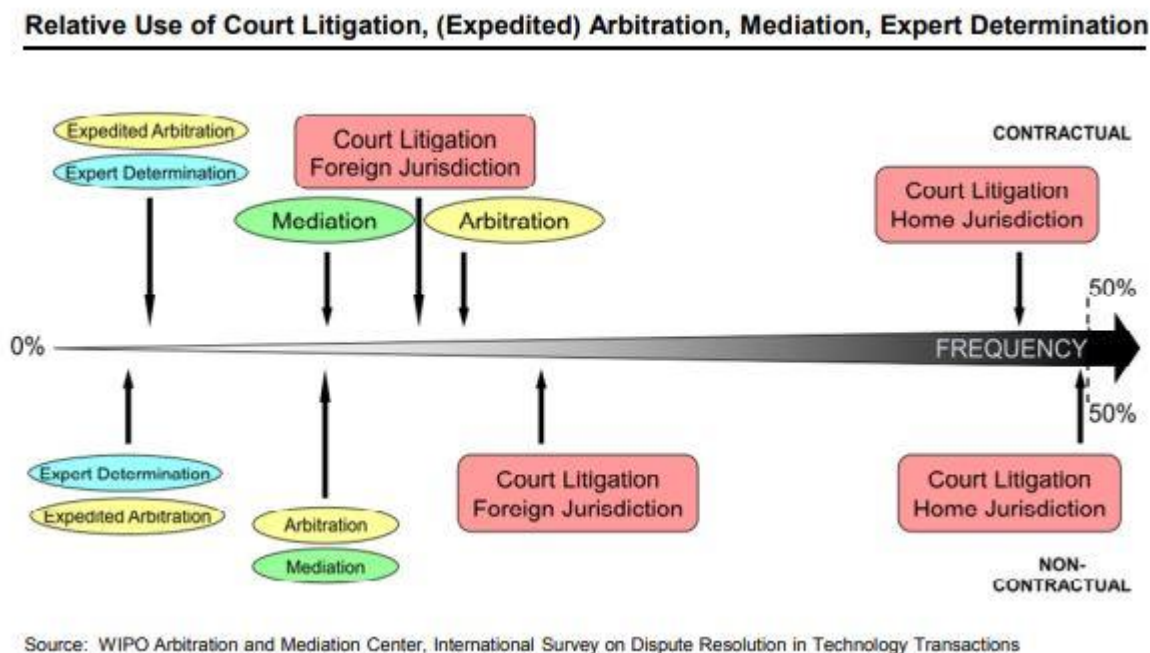 Relative Use of Court Litigation, (Expedited) Arbitration, Mediation, Expert Determination
Expedited Arbitration
Expert Determination
Court Litigation
Foreign Jurisdiction
CONTRACTUAL
Mediation
Arbitration
Court Litigation
Home Jurisdiction
50%
0%
FREQUENCY
50%
Expert Determination
Expedited Arbitration
Court Litigation
Foreign Jurisdiction
Court Litigation
Home Jurisdiction
Arbitration
Mediation
NON-
CONTRACTUAL
Source: WIPO Arbitration and Mediation Center, International Survey on Dispute Resolution in Technology Transactions